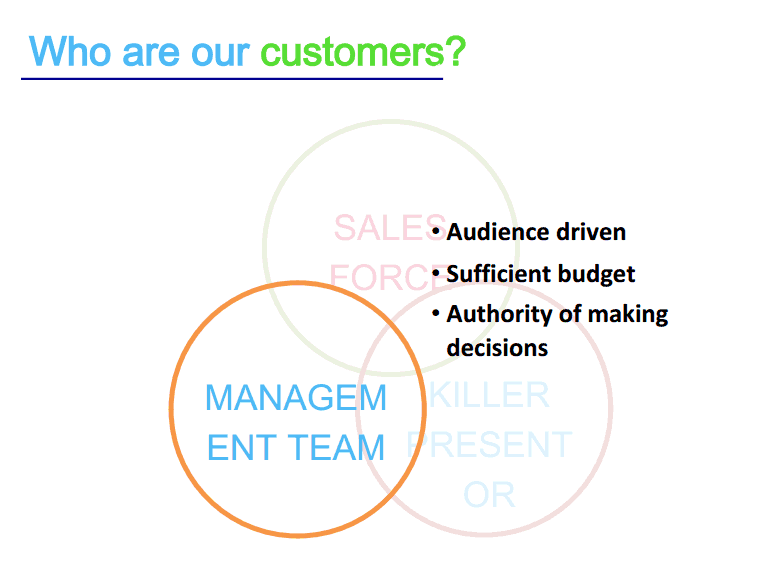 Who are our customers?
SALES
FORCE
• Audience driven
• Sufficient budget
• Authority of making
decisions
MANAGEM
ENT TEAM
KILLER
PRESENT
OR